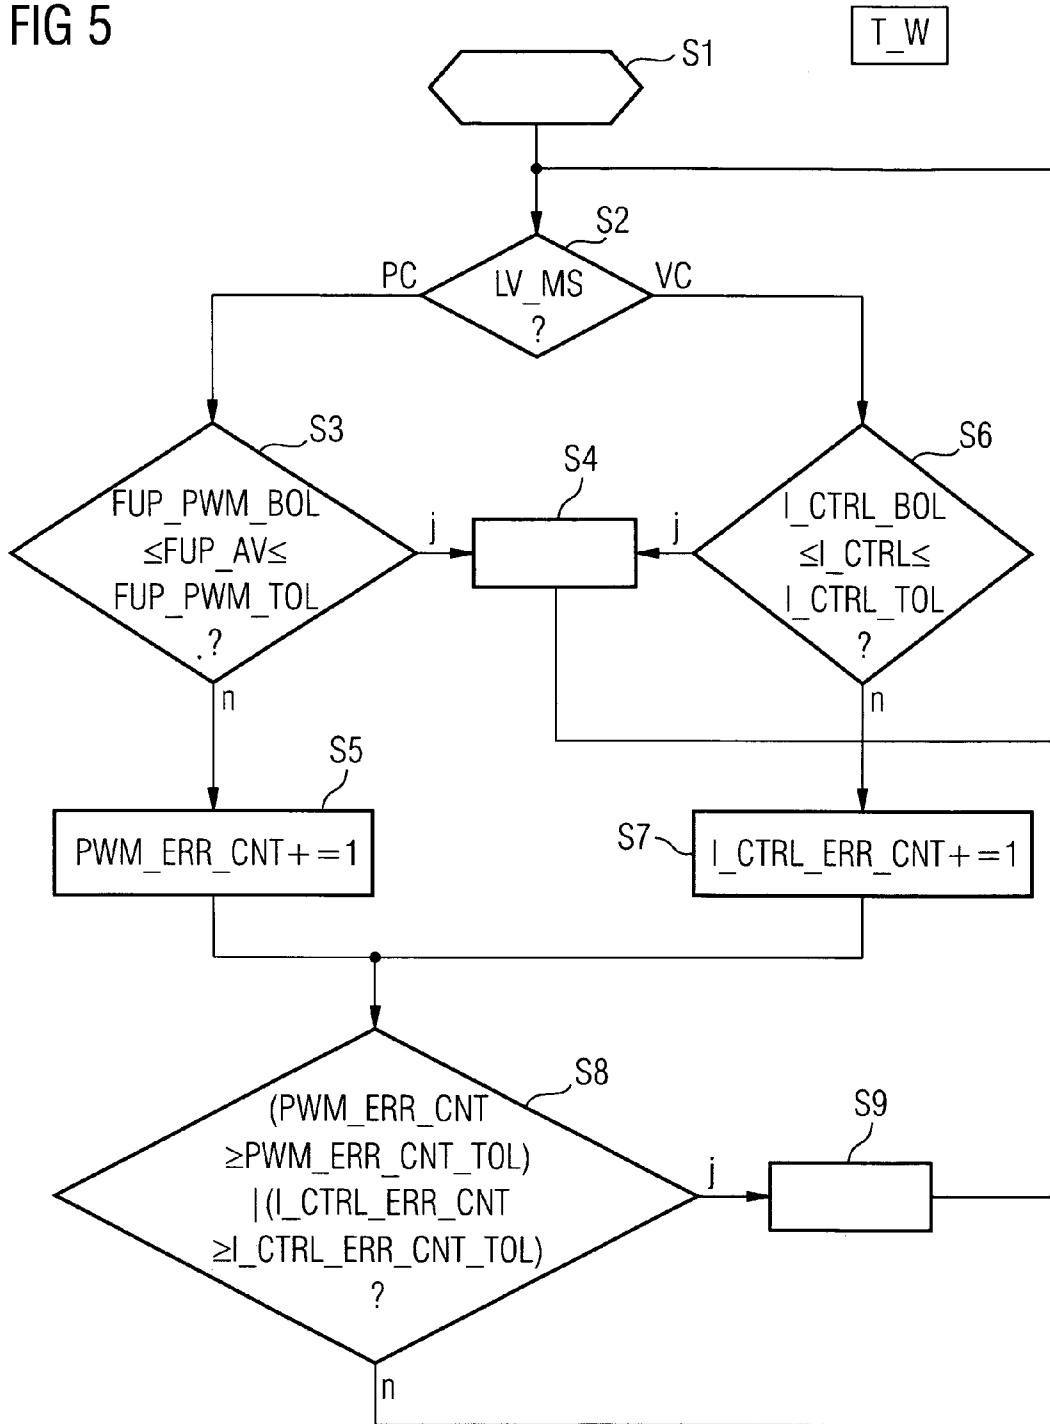 FIG 5
T_W
S1
S2
PC
LV_MS
?
VC
S3
FUP_PWM_BOL
≤FUP_AV≤
FUP_PWM_TOL
.?
j
S4
j
S6
I_CTRL_BOL
≤I_CTRL≤
I_CTRL_TOL
?
n
n
S5
PWM_ERR_CNT+=1
S7
I_CTRL_ERR_CNT+=1
S8
(PWM_ERR_CNT
≥PWM_ERR_CNT_TOL)
|(I_CTRL_ERR_CNT
≥I_CTRL_ERR_CNT_TOL)
?
j
S9
n